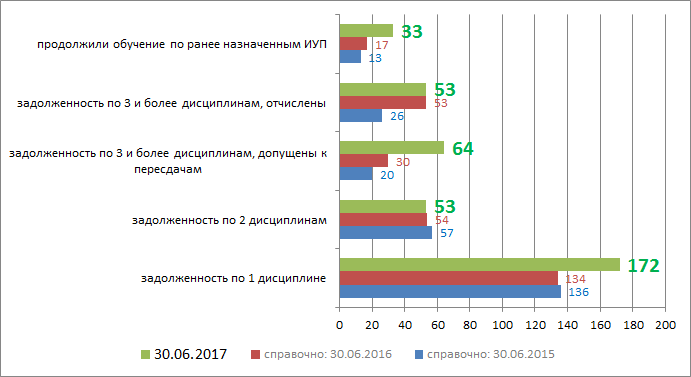 продолжили обучение по ранее назначенным ИУП
33
17
13
задолженность по 3 и более дисциплинам, отчислены
53
53
26
задолженность по 3 и более дисциплинам, допущены к
пересдачам
64
30
20
задолженность по 2 дисциплинам
53
54
57
задолженность по 1 дисциплине
172
134
136
0 20 40 60 80 100 120 140 160 180 200
30.06.2017 справочно: 30.06.2016 справочно: 30.06.2015